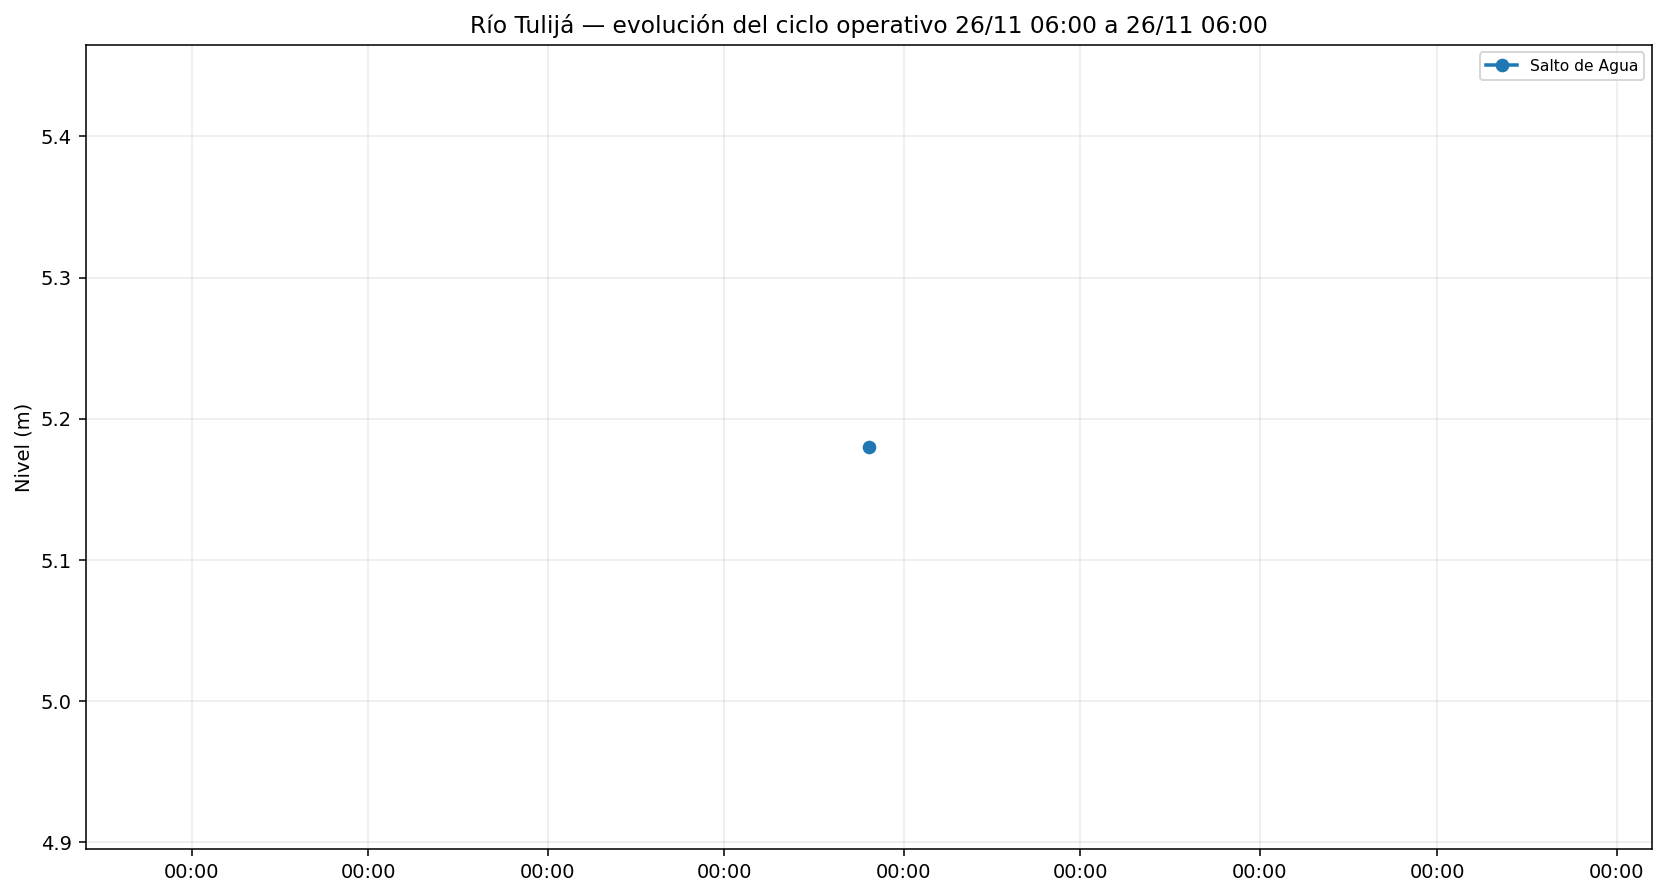 Río Tulijá — evolución del ciclo operativo 26/11 06:00 a 26/11 06:00
Salto de Agua
5.4
5.3
5.2
5.1
5.0
4.9
Nivel (m)
00:00 00:00 00:00 00:00 00:00 00:00 00:00 00:00 00:00